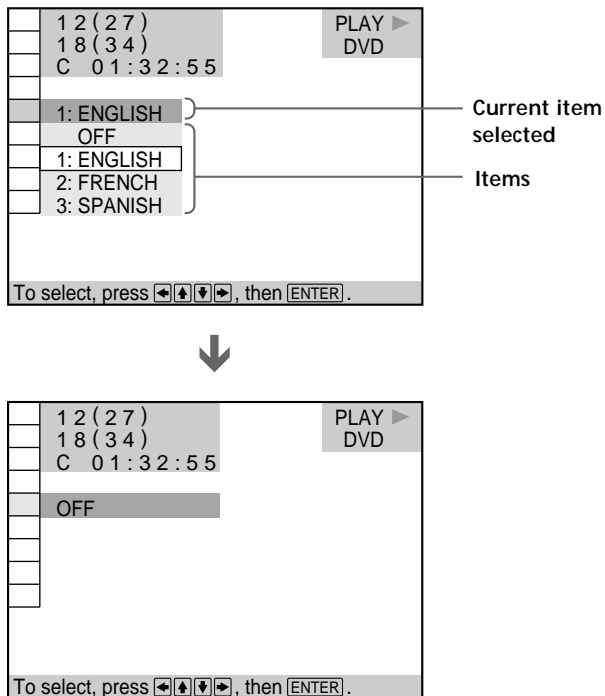 12(27)
PLAY
18(34)
DVD
C 01:32:55
1: ENGLISH
Current item
selected
OFF
1: ENGLISH
2: FRENCH
3: SPANISH
Items
To select, press ←↑↓→, then ENTER.
12(27)
PLAY
18(34)
DVD
C 01:32:55
OFF
To select, press ←↑↓→, then ENTER.